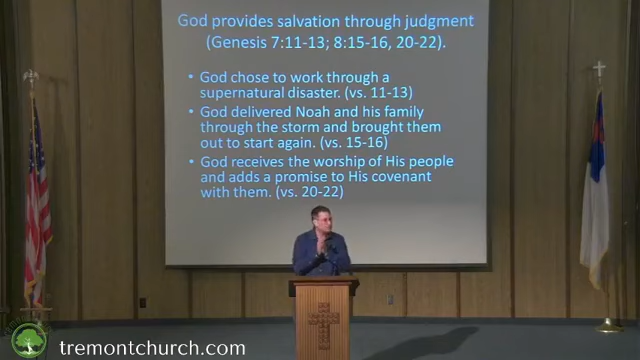 God provides salvation through judgment
(Genesis 7:11-13; 8:15-16, 20-22).
• God chose to work through a
supernatural disaster. (vs. 11-13)
• God delivered Noah and his family
through the storm and brought them
out to start again. (vs. 15-16)
• God receives the worship of His people
and adds a promise to His covenant
with them. (vs. 20-22)
tremontchurch.com